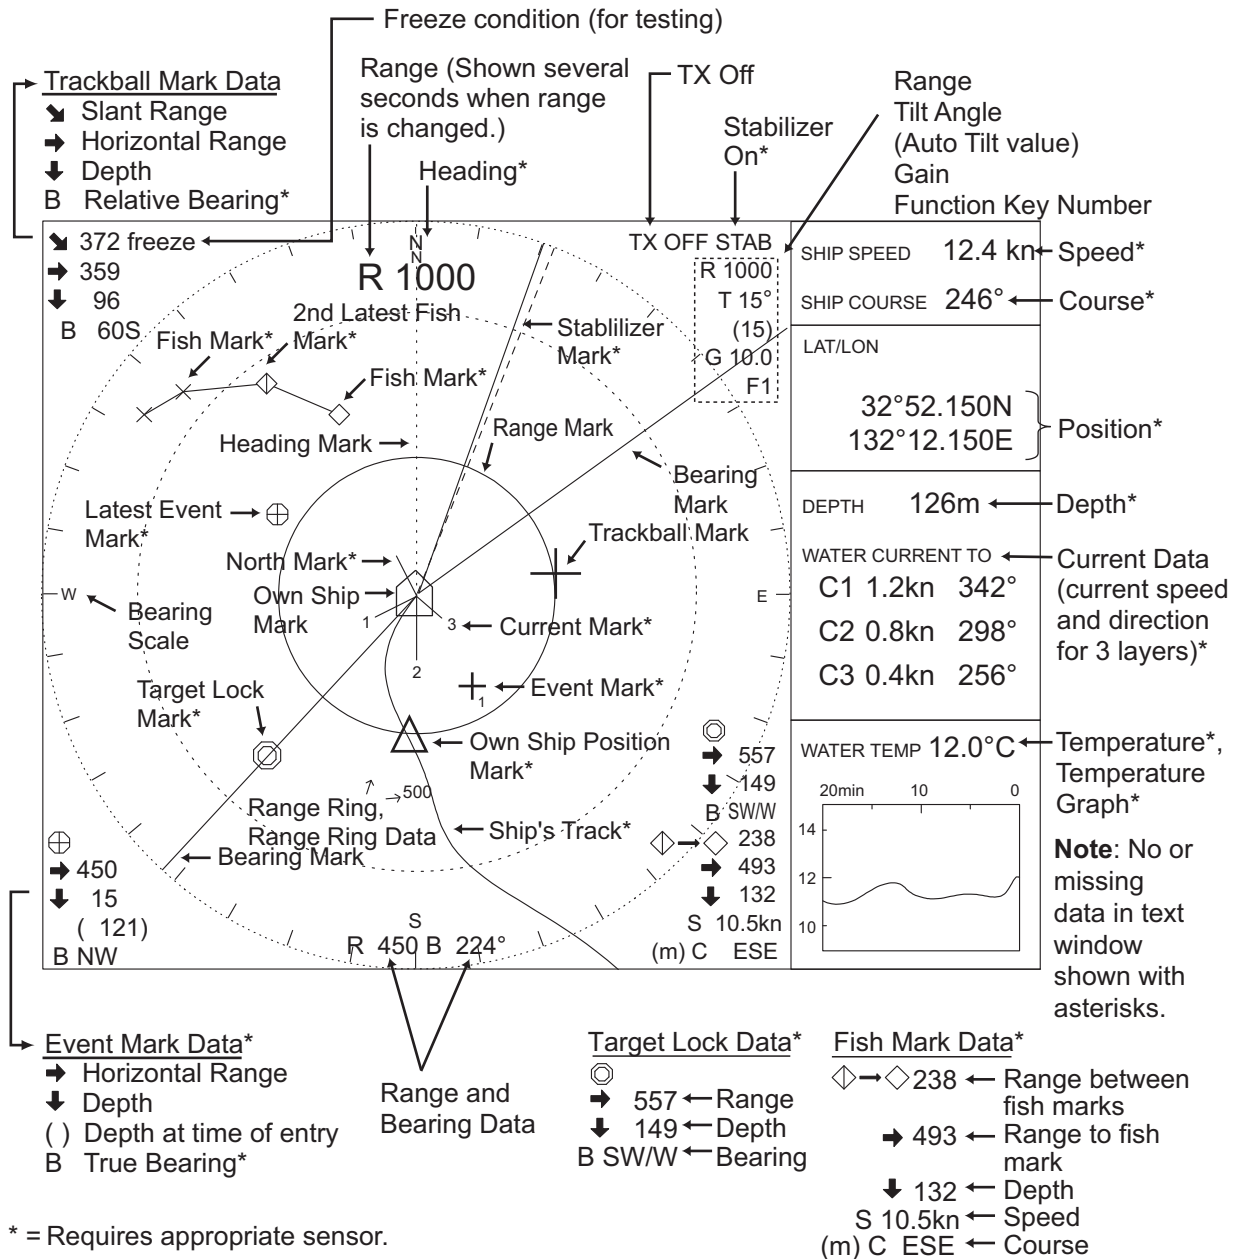 Freeze condition (for testing)
Trackball Mark Data
Slant Range
Horizontal Range
Depth
B Relative Bearing*
Range (Shown several
seconds when range
is changed.)
Heading*
TX Off
Stabilizer
On*
Range
Tilt Angle
(Auto Tilt value)
Gain
Function Key Number
372 freeze
359
96
B 60S
N
N
R 1000
TX OFF STAB
R 1000
T 15°
(15)
G 10.0
F1
SHIP SPEED 12.4 kn
Speed*
SHIP COURSE 246°
Course*
2nd Latest Fish
Mark*
Fish Mark*
Fish Mark*
Stablilizer
Mark*
LAT/LON
32°52.150N
132°12.150E
Position*
Heading Mark
Range Mark
Bearing
Mark
Latest Event
Mark*
Trackball Mark
North Mark*
Own Ship
Mark
W
Bearing
Scale
E
1
3
2
Current Mark*
DEPTH 126m
Depth*
WATER CURRENT TO
C1 1.2kn 342°
C2 0.8kn 298°
C3 0.4kn 256°
Current Data
(current speed
and direction
for 3 layers)*
Target Lock
Mark*
1
Event Mark*
Own Ship Position
Mark*
500
Range Ring,
Range Ring Data
Ship's Track*
Bearing Mark
557
149
B SW/W
238
493
132
S 10.5kn
(m) C ESE
WATER TEMP 12.0°C
Temperature*,
Temperature
Graph*
20min 10 0
14
12
10
Note: No or
missing
data in text
window
shown with
asterisks.
450
15
( 121)
B NW
S
R 450 B 224°
Event Mark Data*
Horizontal Range
Depth
( ) Depth at time of entry
B True Bearing*
Range and
Bearing Data
Target Lock Data*
557 Range
149 Depth
B SW/W Bearing
Fish Mark Data*
238 Range between
fish marks
493 Range to fish
mark
132 Depth
S 10.5kn Speed
(m) C ESE Course
* = Requires appropriate sensor.